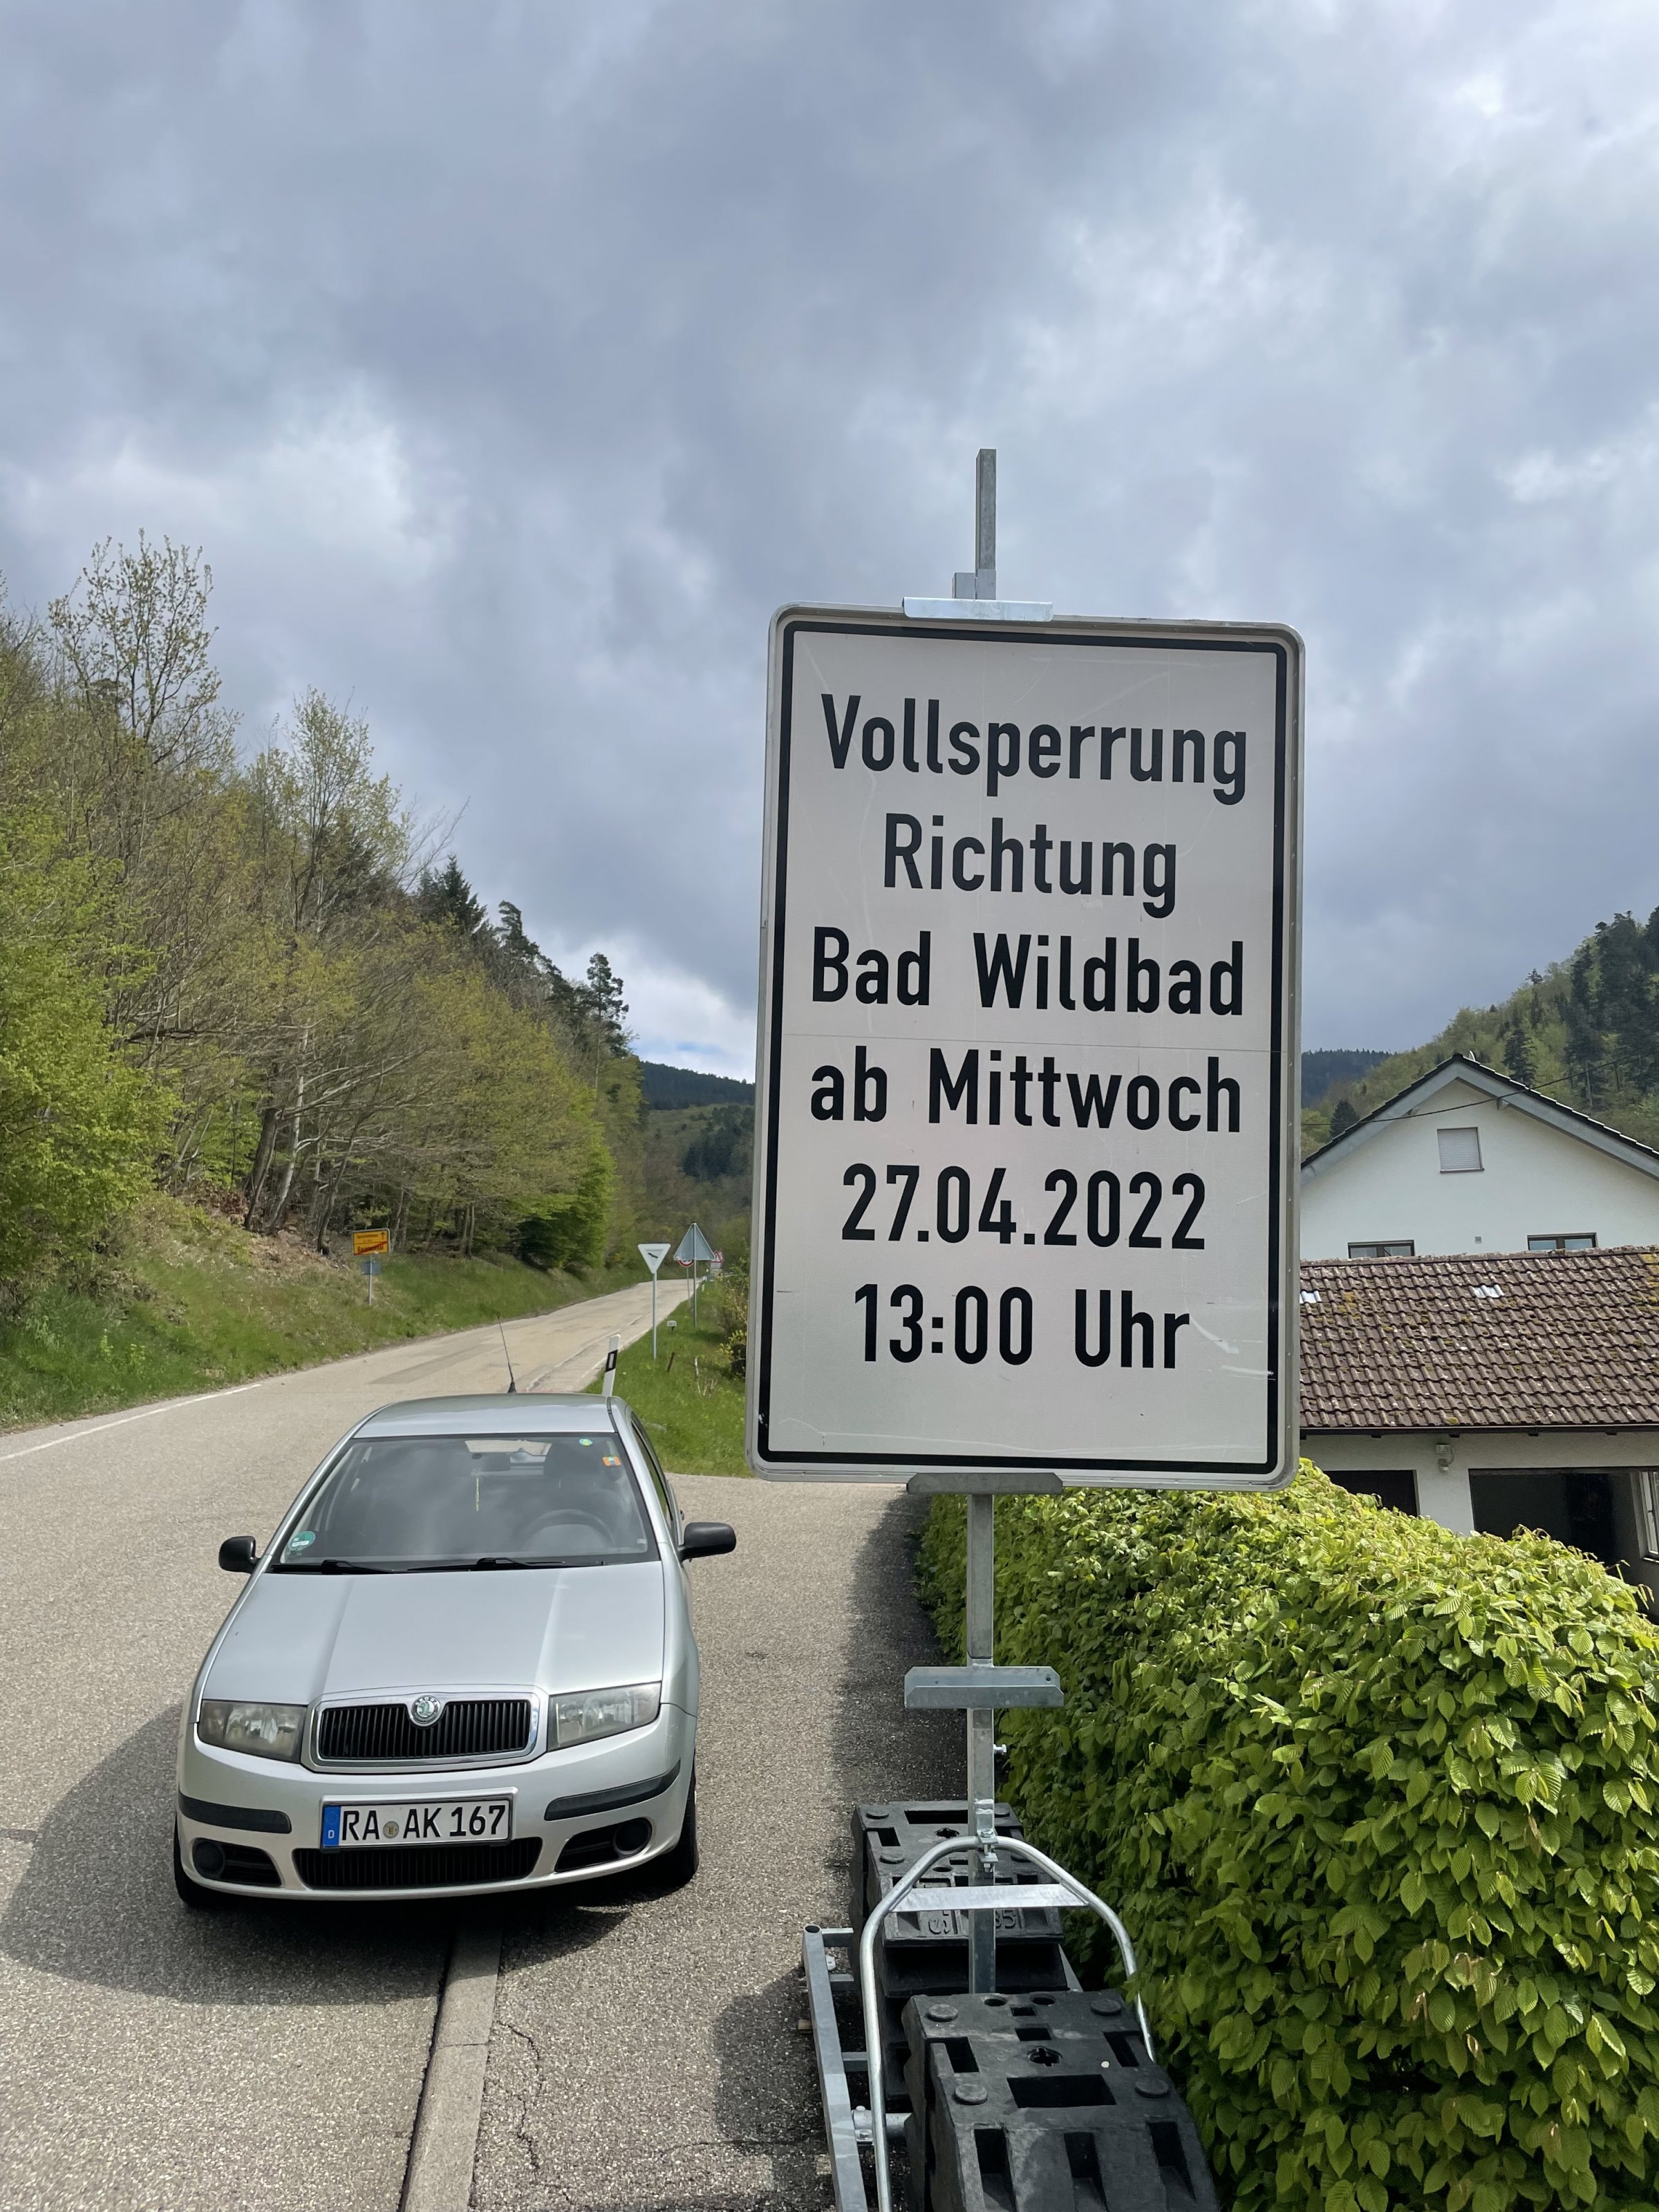 Vollsperrung
Richtung
Bad Wildbad
ab Mittwoch
27.04.2022
13:00 Uhr
D RA AK 167